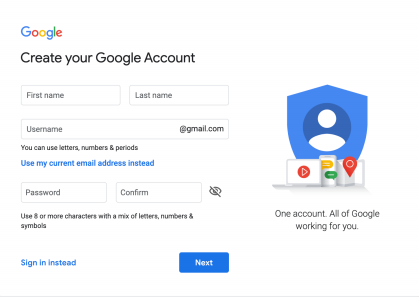 Google
Create your Google Account
First name
Last name
Username
@gmail.com
You can use letters, numbers & periods
Use my current email address instead
Password
Confirm
Use 8 or more characters with a mix of letters, numbers &
symbols
Sign in instead
Next
One account. All of Google
working for you.